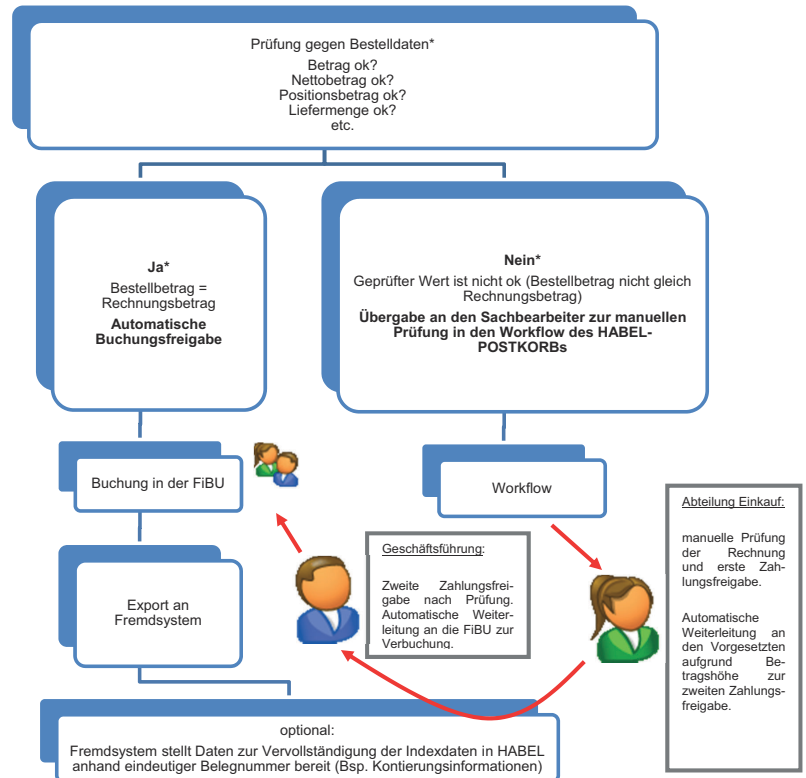 Prüfung gegen Bestelldaten*
Betrag ok?
Nettobetrag ok?
Positionsbetrag ok?
Liefermenge ok?
etc.
Ja*
Bestellbetrag =
Rechnungsbetrag
Automatische
Buchungsfreigabe
Nein*
Geprüfter Wert ist nicht ok (Bestellbetrag nicht gleich
Rechnungsbetrag)
Übergabe an den Sachbearbeiter zur manuellen
Prüfung in den Workflow des HABEL-
POSTKORBs
Buchung in der FiBU
Workflow
Abteilung Einkauf:
manuelle Prüfung
der Rechnung
und erste Zah-
lungsfreigabe.
Automatische
Weiterleitung an
den Vorgesetzten
aufgrund Be-
tragshöhe zur
zweiten Zahlungs-
freigabe.
Geschäftsführung:
Zweite Zahlungsfrei-
gabe nach Prüfung.
Automatische Weiter-
leitung an die FiBU zur
Verbuchung.
Export an
Fremdsystem
optional:
Fremdsystem stellt Daten zur Vervollständigung der Indexdaten in HABEL
anhand eindeutiger Belegnummer bereit (Bsp. Kontierungsinformationen)